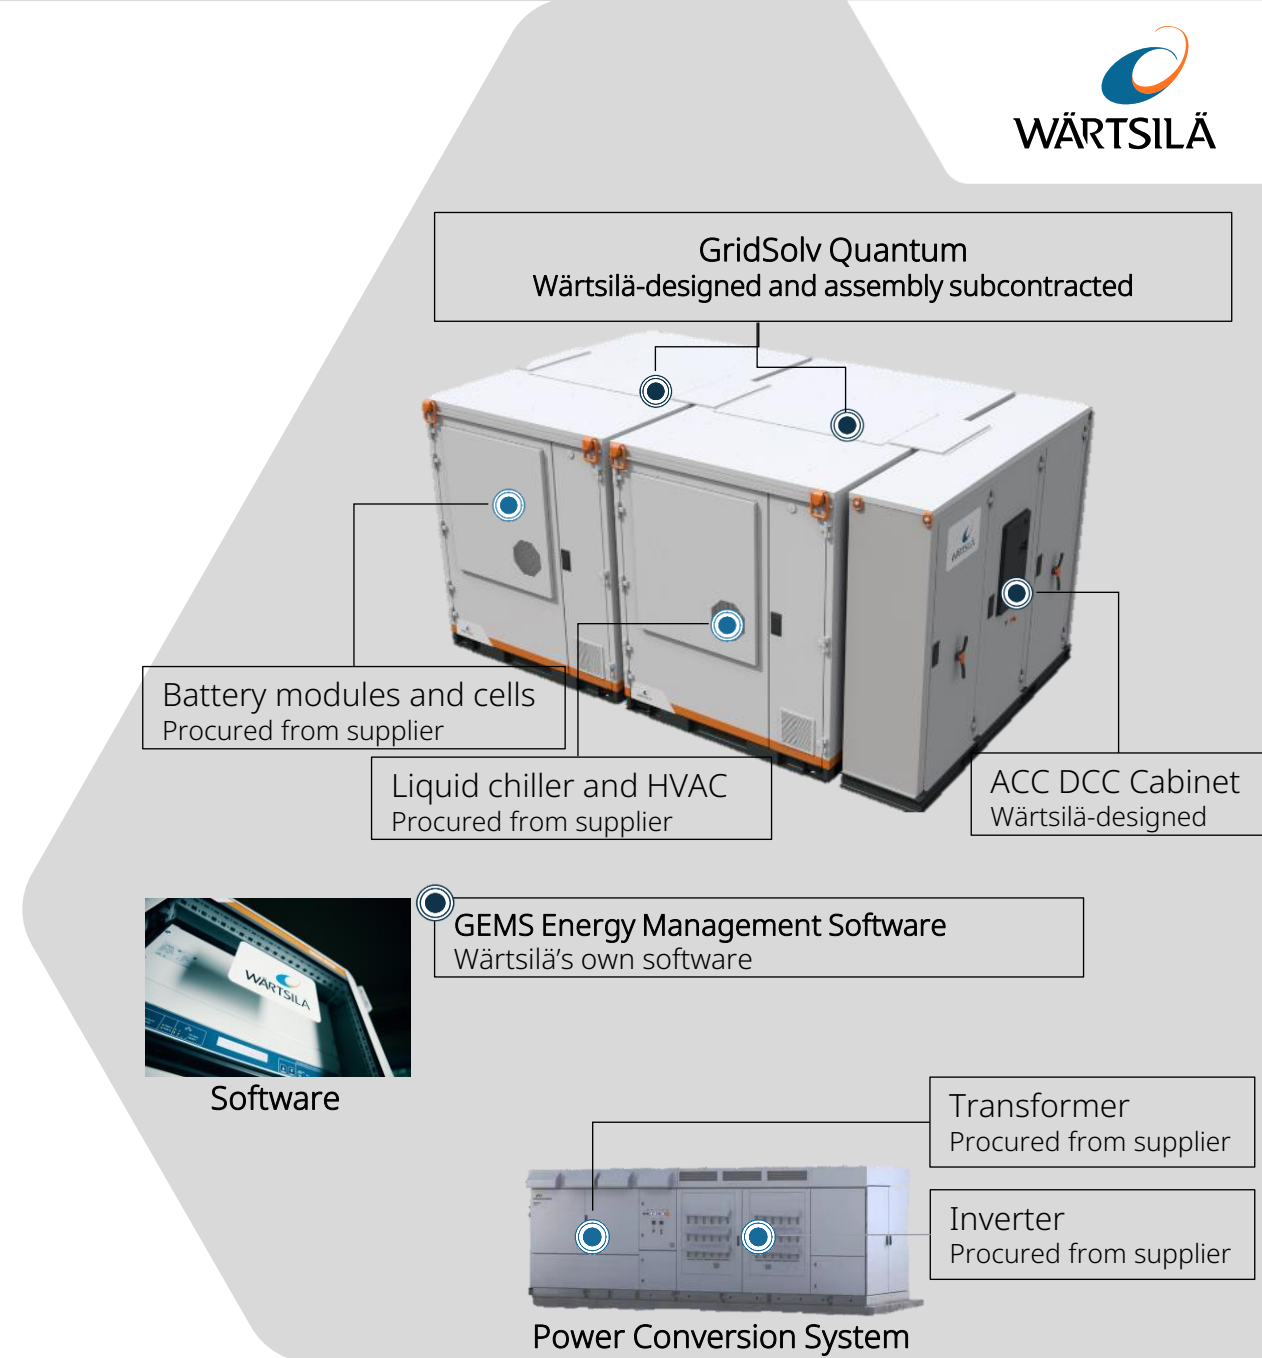 WÄRTSILÄ
GridSolv Quantum
Wärtsilä-designed and assembly subcontracted
WÄRTSILÄ
Battery modules and cells
Procured from supplier
Liquid chiller and HVAC
Procured from supplier
ACC DCC Cabinet
Wärtsilä-designed
GEMS Energy Management Software
Wärtsilä’s own software
WÄRTSILÄ
Software
Transformer
Procured from supplier
Inverter
Procured from supplier
Power Conversion System